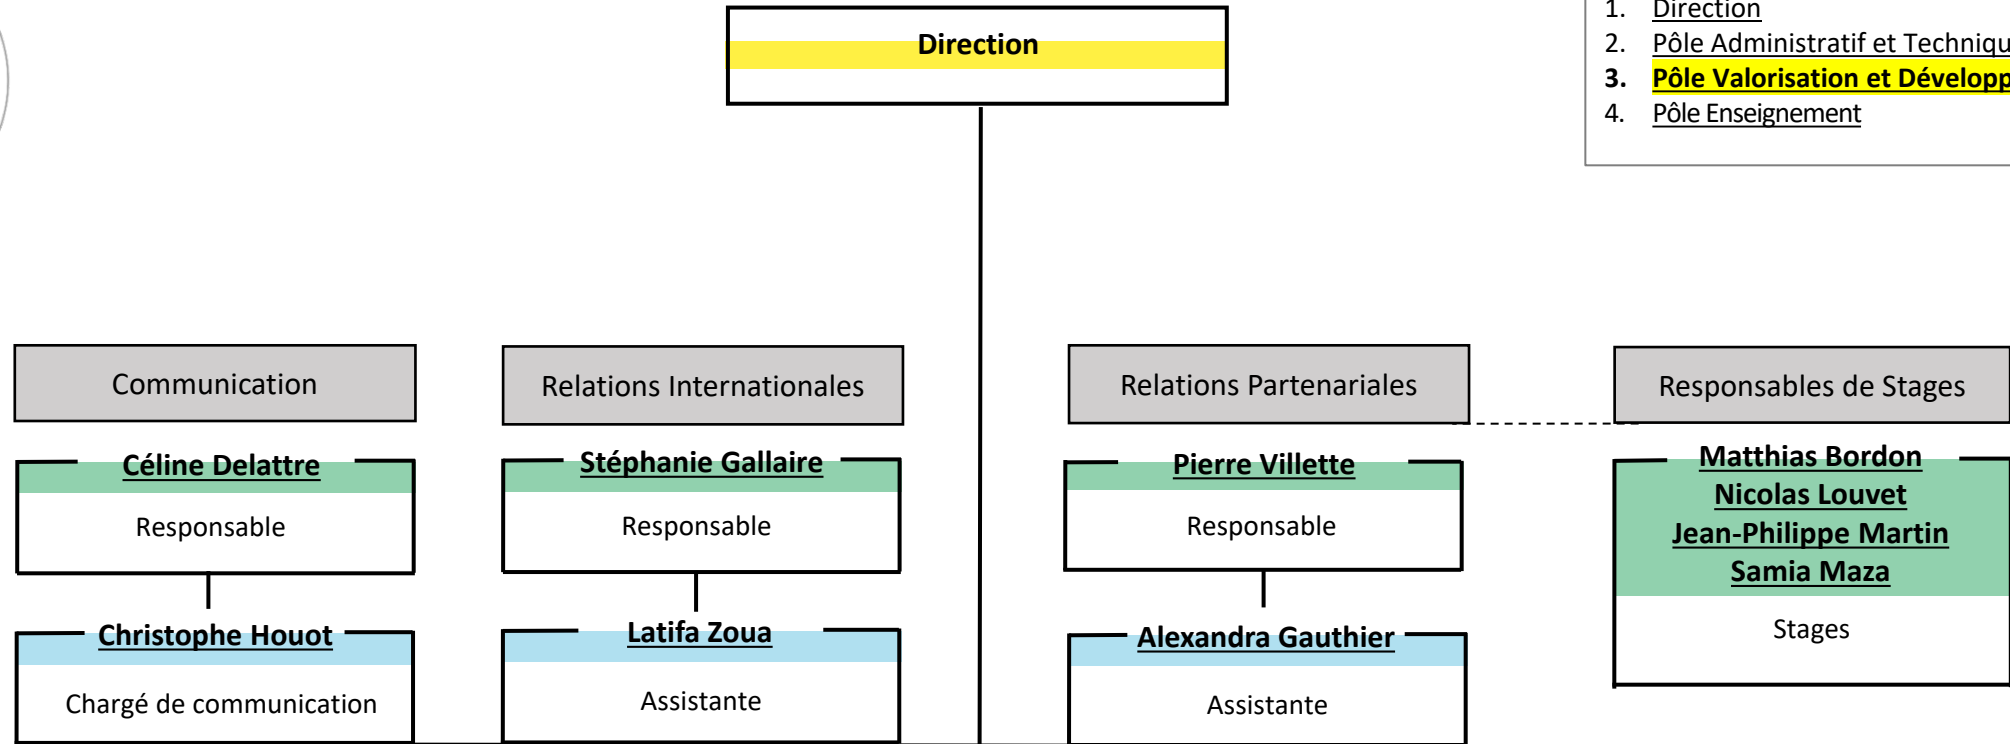 Direction
1. Direction
2. Pôle Administratif et
3. Pôle Valorisation et
4. Pôle Enseignement
Communication
Céline Delattre
Responsable
Christophe Houot
Chargé de communication
Relations Internationales
Stéphanie Gallaire
Responsable
Latifa Zoua
Assistante
Relations Partenariales
Pierre Villette
Responsable
Alexandra Gauthier
Assistante
Responsables de Stages
Matthias Bordon
Nicolas Louvet
Jean-Philippe Martin
Samia Maza
Stages